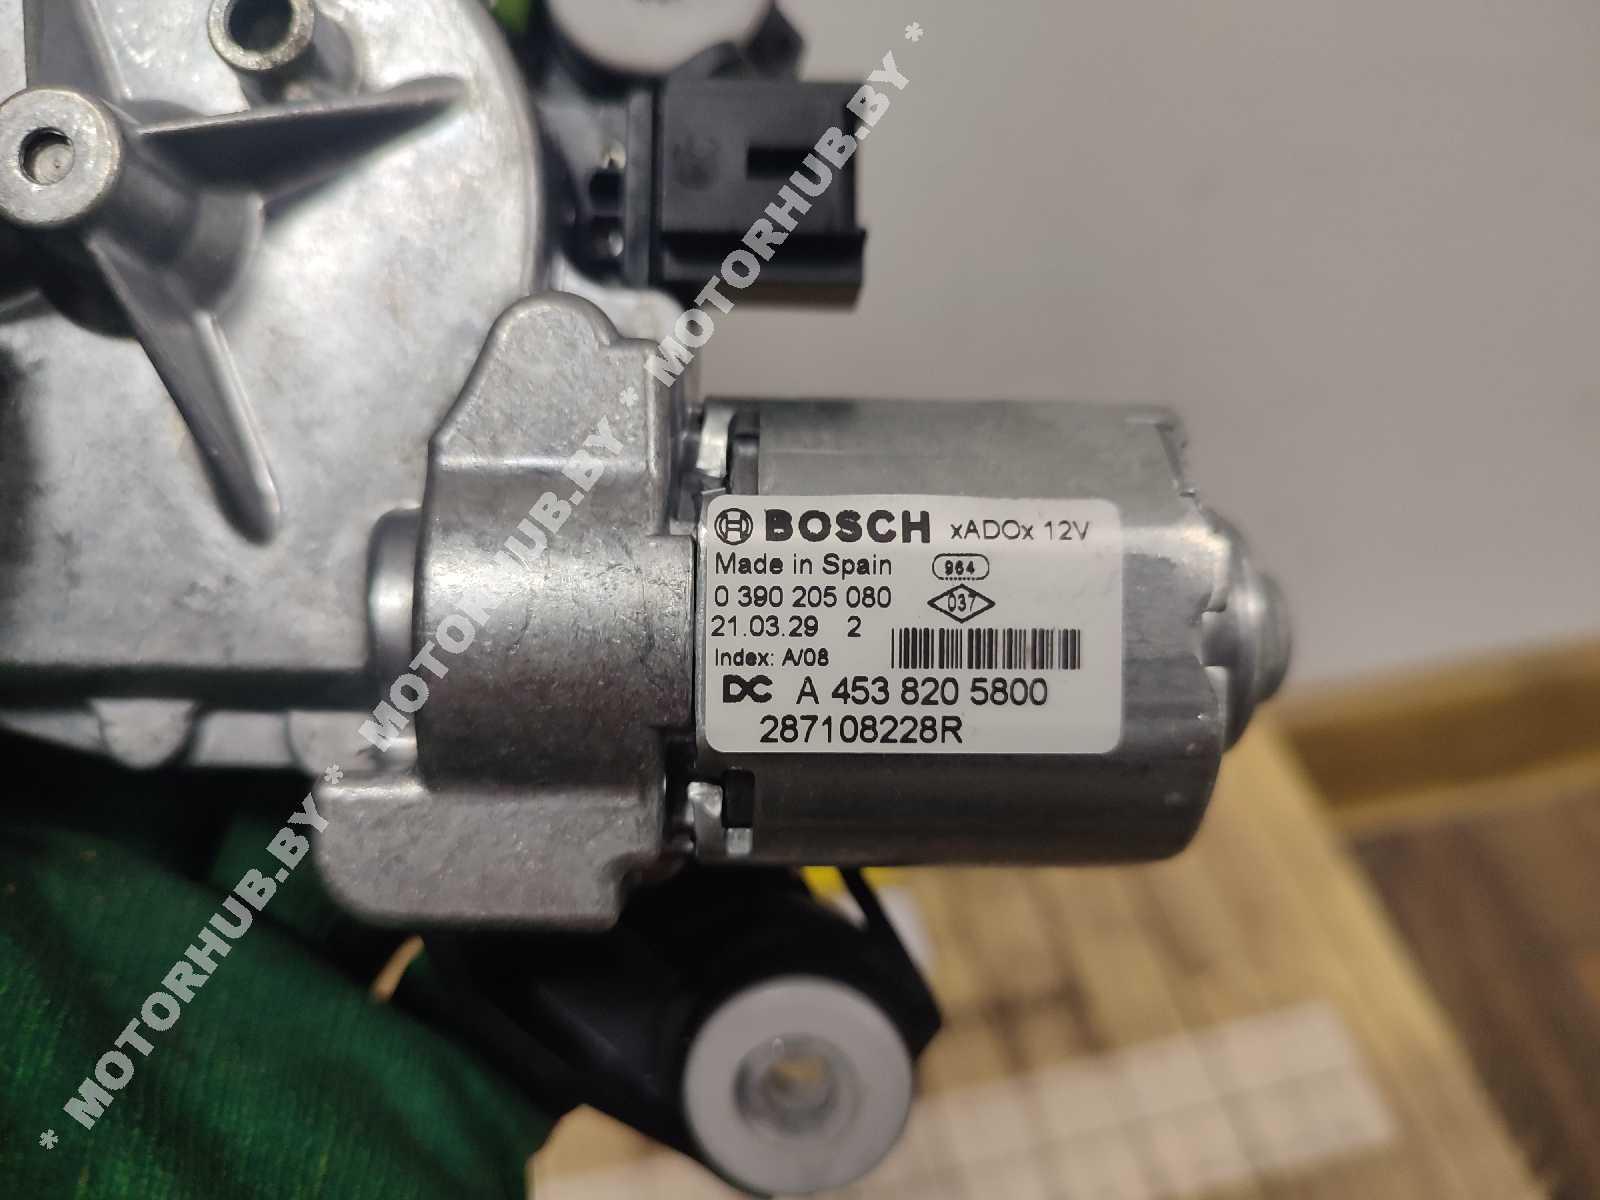 BOSCH xADOx 12V
Made in Spain 964
0 390 205 080 037
21.03.29 2
Index: A/08
DC A 453 820 5800
287108228R
* MOTORHUB.BY * MOTORHUB.BY * MOTORHUB.BY *